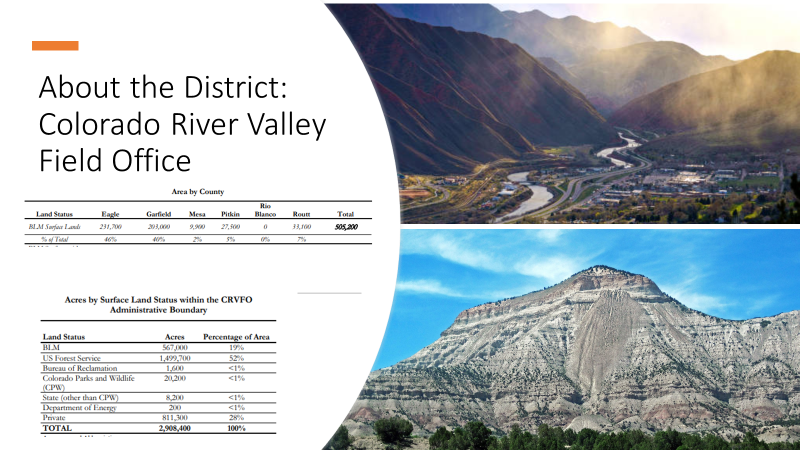 About the District:
Colorado River Valley
Field Office
Area by County
Land Status Eagle Garfield Mesa Pitkin Rio Blanco Routt Total
BLM Surface Lands 231,700 203,000 9,900 27,500 0 33,100 505,200
% of Total 46% 40% 2% 5% 0% 7%
Acres by Surface Land Status within the CRVFO
Administrative Boundary
Land Status Acres Percentage of Area
BLM 567,000 19%
US Forest Service 1,499,700 52%
Bureau of Reclamation 1,600 <1%
Colorado Parks and Wildlife 20,200 <1%
(CPW)
State (other than CPW) 8,200 <1%
Department of Energy 200 <1%
Private 811,300 28%
TOTAL 2,908,400 100%